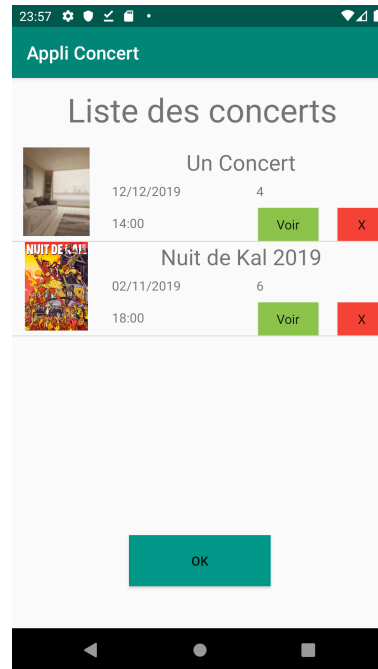 23:57
Appli Concert
Liste des concerts
Un Concert
12/12/2019 4
14:00 Voir X
NUIT DE KAL
Nuit de Kal 2019
02/11/2019 6
18:00 Voir X
OK